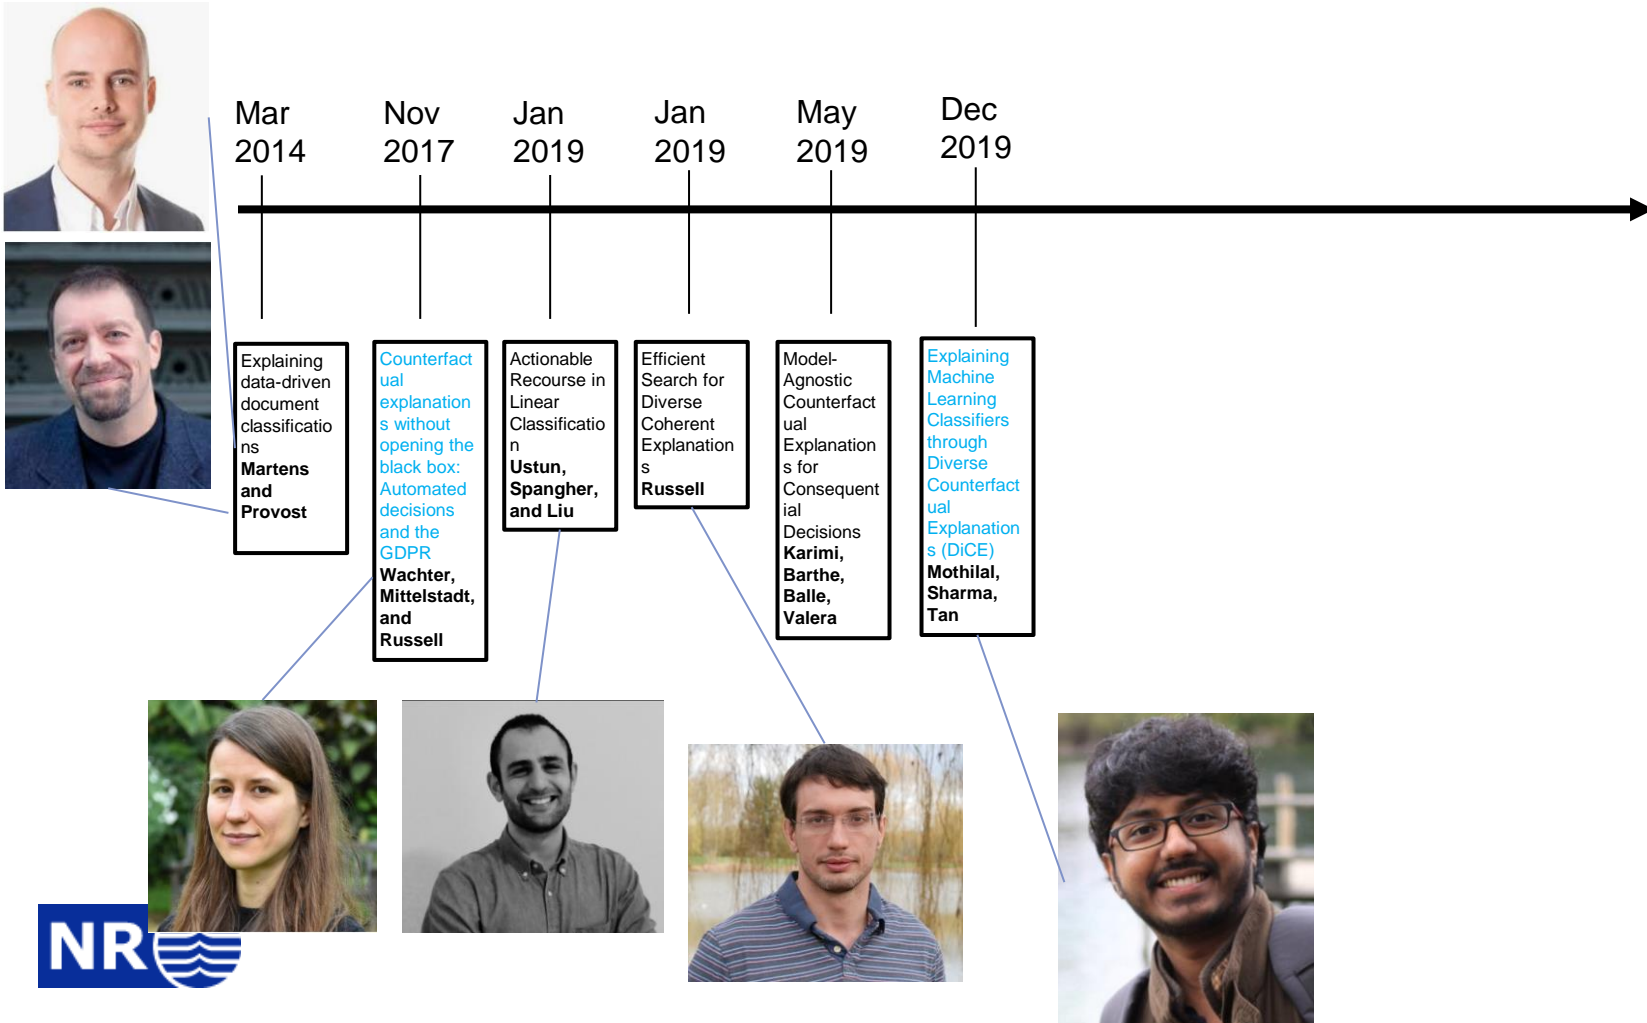 Mar
2014
Nov
2017
Jan
2019
Jan
2019
May
2019
Dec
2019
Explaining
data-driven
document
classificatio
ns
Martens
and
Provost
Counterfact
ual
explanation
s without
opening the
black box:
Automated
decisions
and the
GDPR
Wachter,
Mittelstadt,
and
Russell
Actionable
Recourse in
Linear
Classificatio
n
Ustun,
Spangher,
and Liu
Efficient
Search for
Diverse
Coherent
Explanation
s
Russell
Model-
Agnostic
Counterfact
ual
Explanation
s for
Consequent
ial
Decisions
Karimi,
Barthe,
Balle,
Valera
Explaining
Machine
Learning
Classifiers
through
Diverse
Counterfact
ual
Explanation
s (DiCE)
Mothilal,
Sharma,
Tan
NR